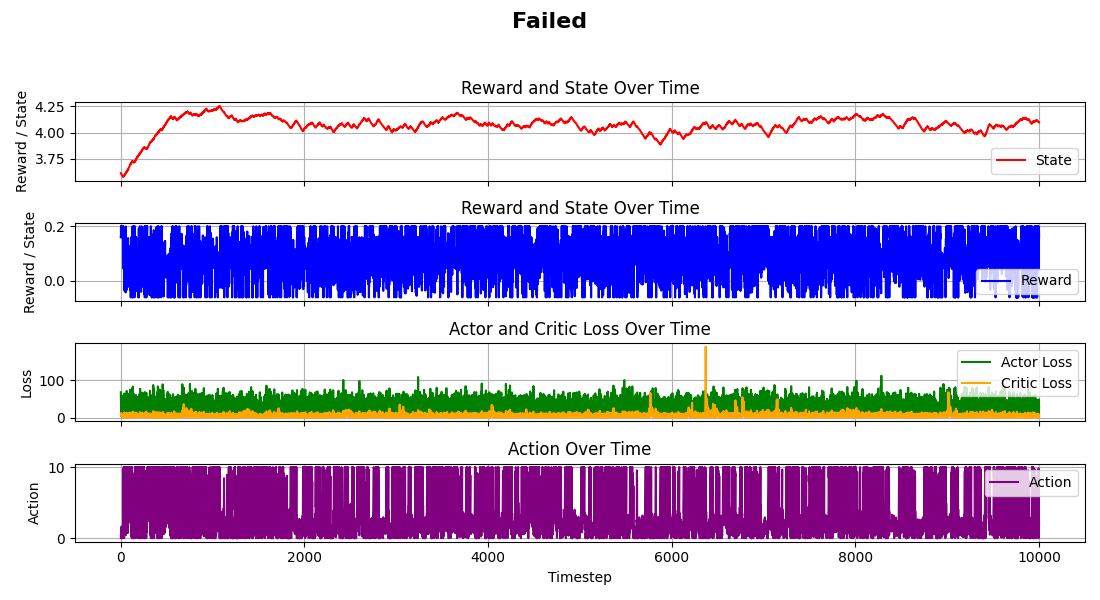 Failed
Reward and State Over Time
Reward / State
4.25
4.00
3.75
State
Reward and State Over Time
Reward / State
0.2
0.0
Reward
Actor and Critic Loss Over Time
Loss
100
0
Actor Loss
Critic Loss
Action Over Time
Action
10
0
Action
0 2000 4000 6000 8000 10000
Timestep